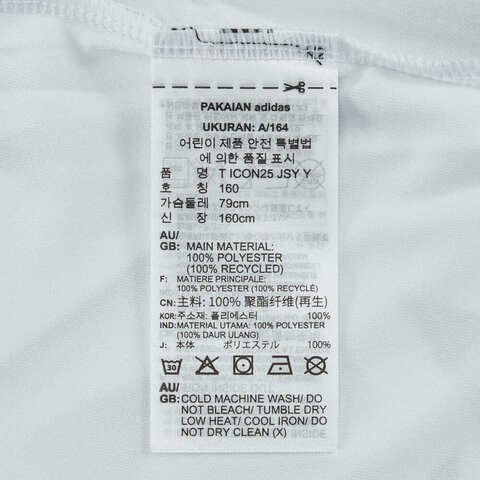 PAKAIAN adidas
UKURAN: A/164
어린이 제품 안전 특별법
에 의한 품질 표시
품 명 T ICON25 JSY Y
호 칭 160
가슴둘레 79cm
신 장 160cm
AU/
GB: MAIN MATERIAL:
100% POLYESTER
(100% RECYCLED)
F: MATIERE PRINCIPALE:
100% POLYESTER (100% RECYCLÉ)
CN: 主料: 100% 聚酯纤维(再生)
KOR: 주소재: 폴리에스터 100%
IND: MATERIAL UTAMA: 100% POLYESTER
(100% DAUR ULANG)
J: 本体 ポリエステル 100%
30
AU/
GB: COLD MACHINE WASH/ DO
NOT BLEACH/ TUMBLE DRY
LOW HEAT/ COOL IRON/ DO
NOT DRY CLEAN (X)